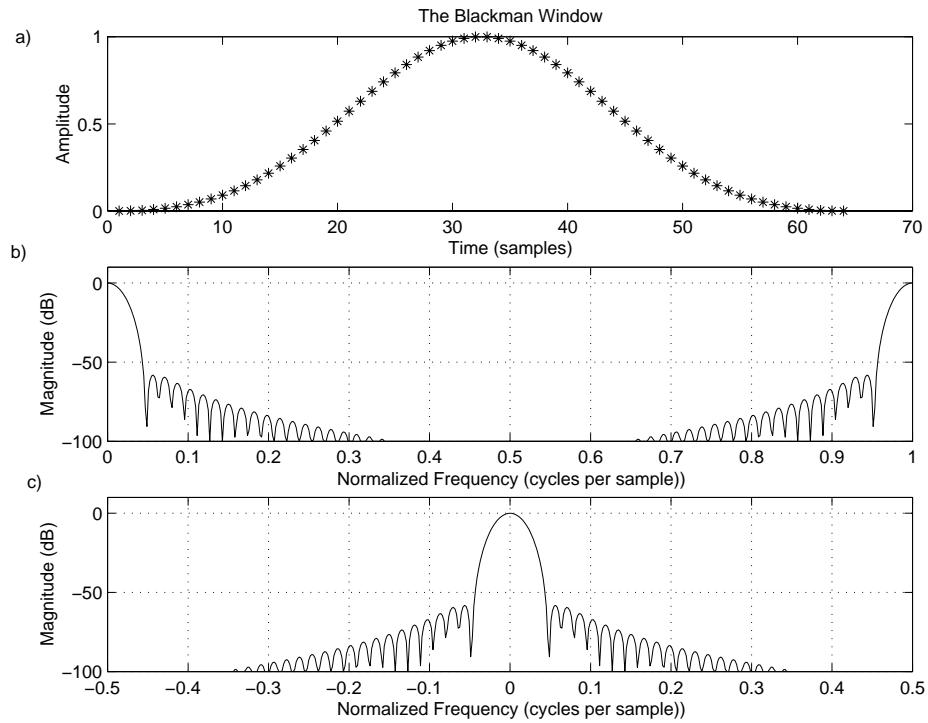 The Blackman Window
a)
1
0.5
0
Amplitude
0 10 20 30 40 50 60 70
Time (samples)
b)
0
−50
−100
Magnitude (dB)
0 0.1 0.2 0.3 0.4 0.5 0.6 0.7 0.8 0.9 1
Normalized Frequency (cycles per sample))
c)
0
−50
−100
Magnitude (dB)
−0.5 −0.4 −0.3 −0.2 −0.1 0 0.1 0.2 0.3 0.4 0.5
Normalized Frequency (cycles per sample))